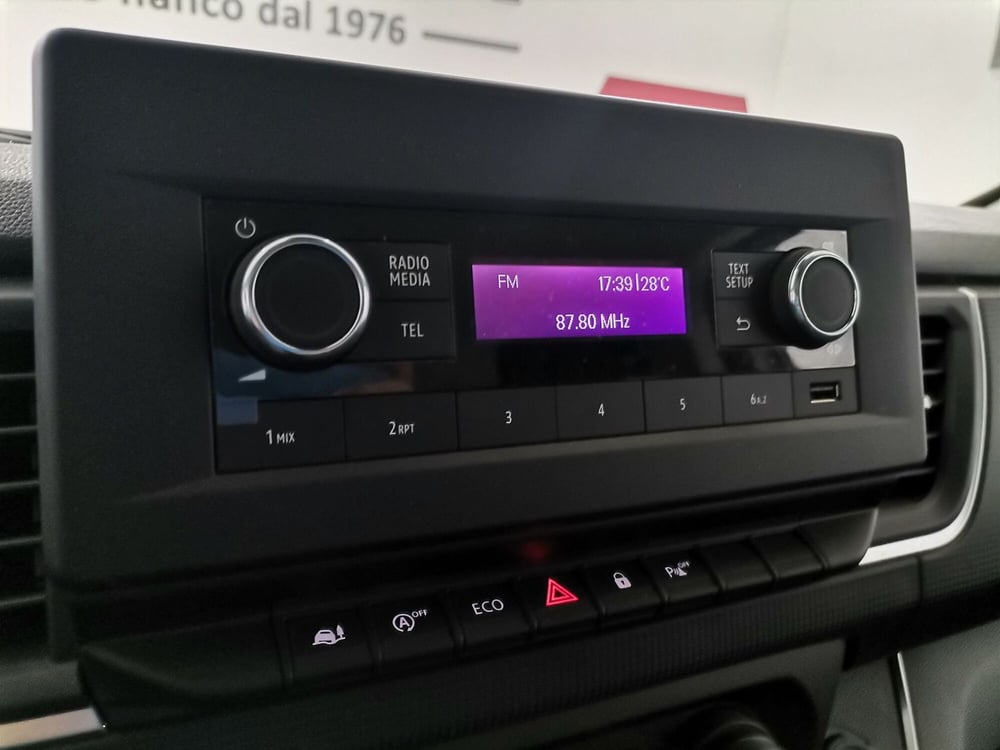 dal 1976
RADIO
MEDIA
TEL
FM 17:39|28°C
87.80 MHz
TEXT
SETUP
1 MIX 2 RPT 3 4 5 6 A..Z
A OFF ECO P OFF